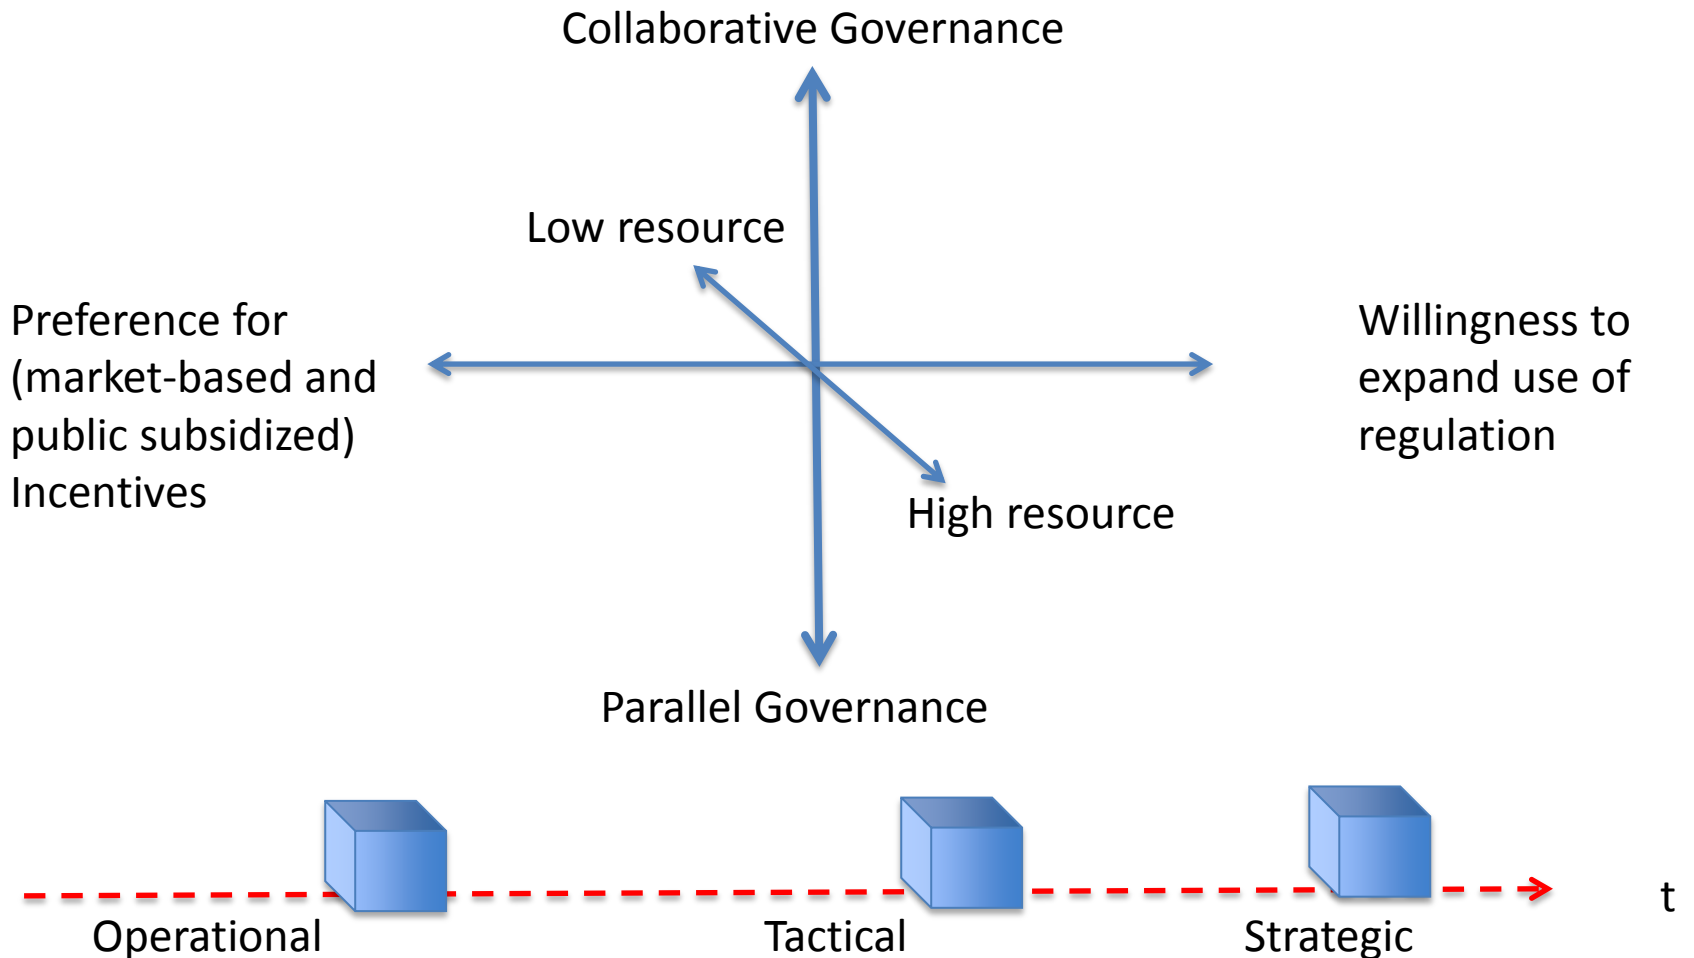 Collaborative Governance
Low resource
Preference for
(market-based and
public subsidized)
Incentives
Willingness to
expand use of
regulation
High resource
Parallel Governance
t
Operational
Tactical
Strategic